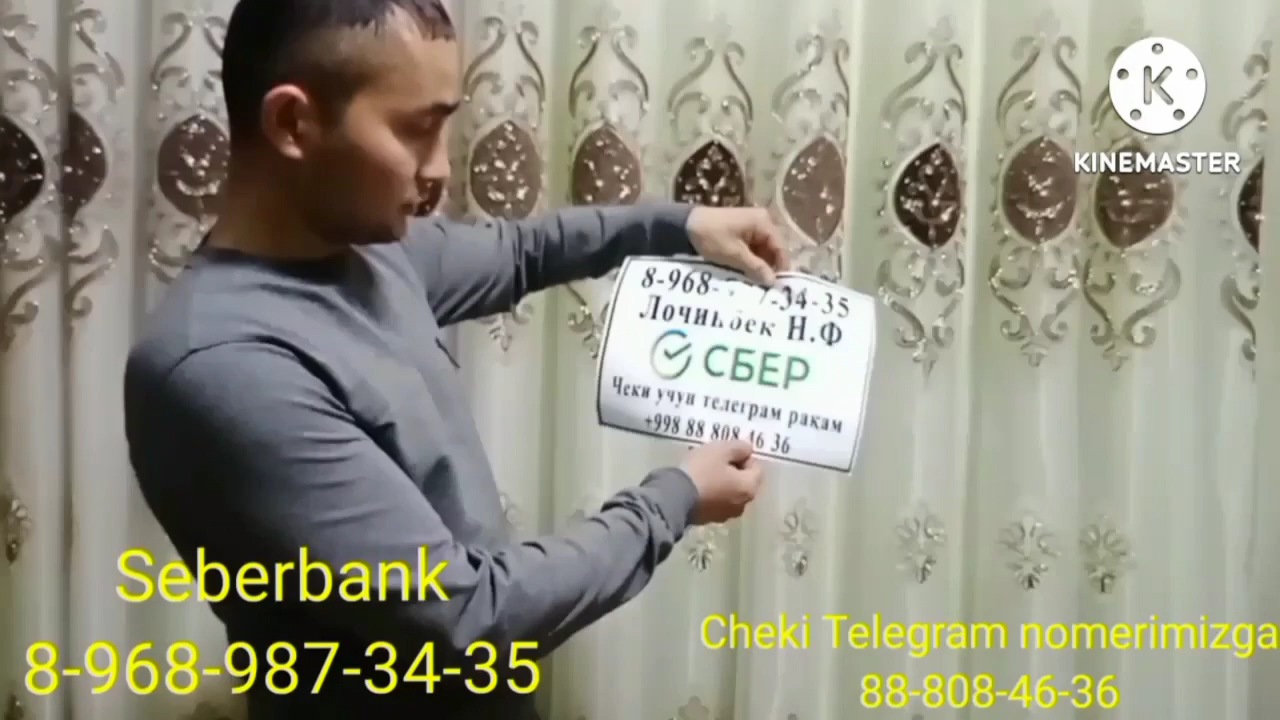 KINEMASTER
8-968- 7-34-35
Лочинбек Н.Ф
СБЕР
Чеки учун телеграм ракам
+998 88 808 46 36
Seberbank
8-968-987-34-35
Cheki Telegram nomerimizga
88-808-46-36